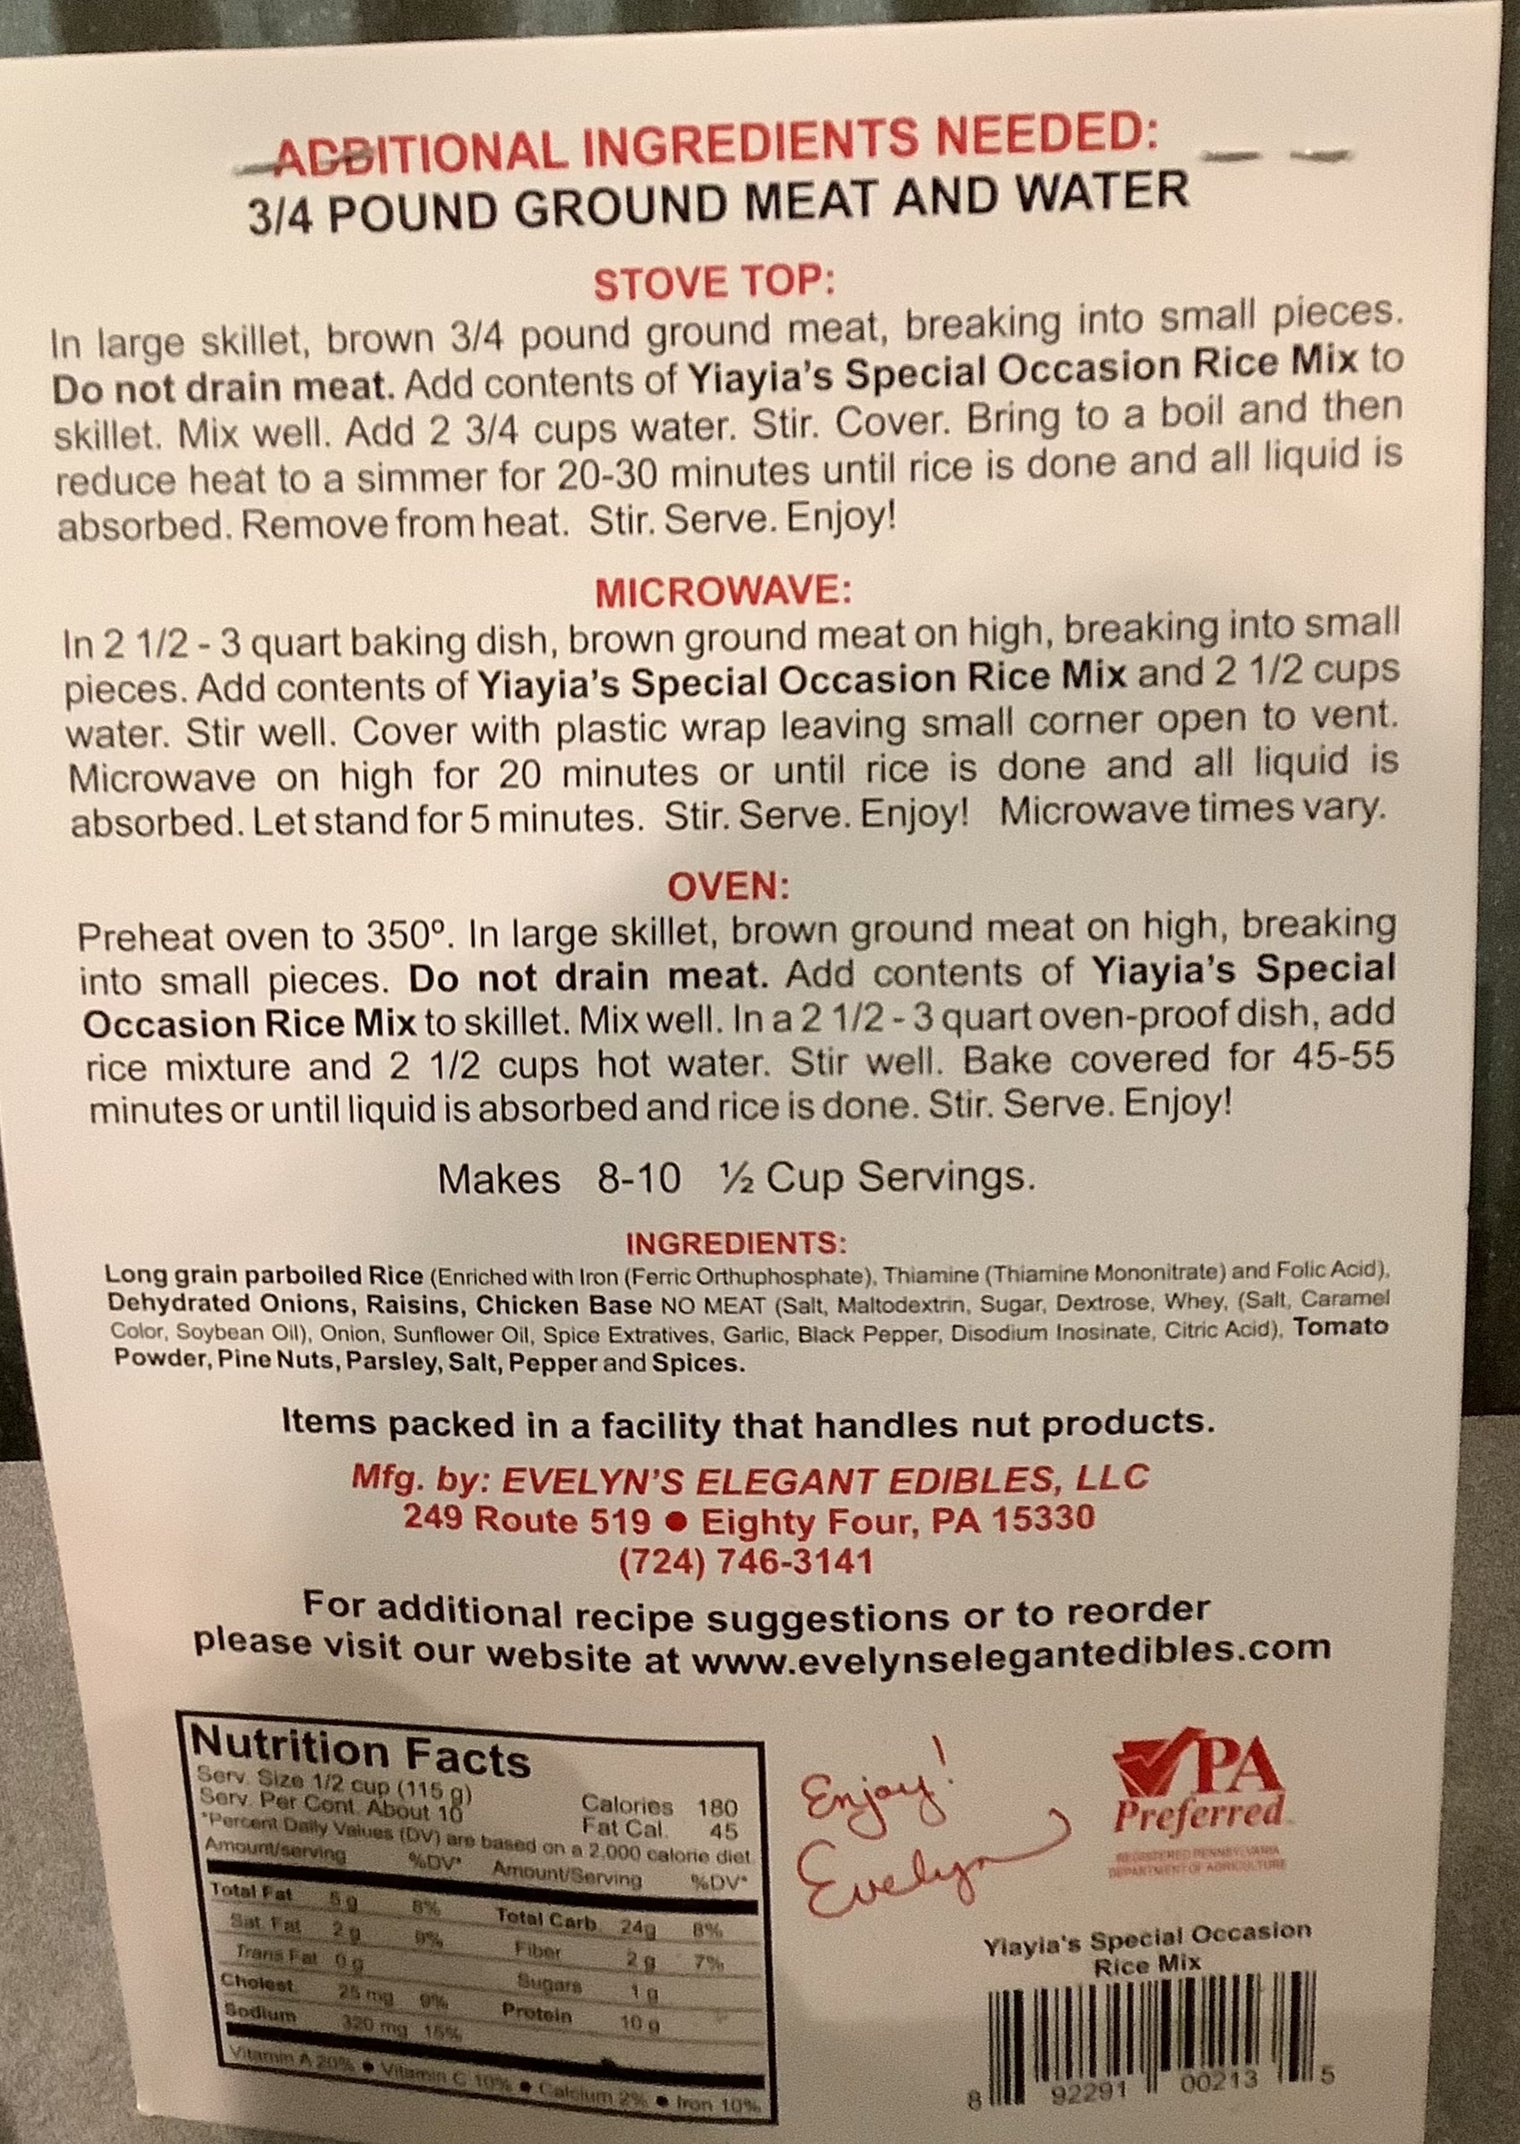 ADDITIONAL INGREDIENTS NEEDED:
3/4 POUND GROUND MEAT AND WATER
STOVE TOP:
In large skillet, brown 3/4 pound ground meat, breaking into small pieces.
Do not drain meat. Add contents of Yiayia's Special Occasion Rice Mix to
skillet. Mix well. Add 2 3/4 cups water. Stir. Cover. Bring to a boil and then
reduce heat to a simmer for 20-30 minutes until rice is done and all liquid is
absorbed. Remove from heat. Stir. Serve. Enjoy!
MICROWAVE:
In 2 1/2 - 3 quart baking dish, brown ground meat on high, breaking into small
pieces. Add contents of Yiayia's Special Occasion Rice Mix and 2 1/2 cups
water. Stir well. Cover with plastic wrap leaving small corner open to vent.
Microwave on high for 20 minutes or until rice is done and all liquid is
absorbed. Let stand for 5 minutes. Stir. Serve. Enjoy! Microwave times vary.
OVEN:
Preheat oven to 350º. In large skillet, brown ground meat on high, breaking
into small pieces. Do not drain meat. Add contents of Yiayia's Special
Occasion Rice Mix to skillet. Mix well. In a 2 1/2 - 3 quart oven-proof dish, add
rice mixture and 2 1/2 cups hot water. Stir well. Bake covered for 45-55
minutes or until liquid is absorbed and rice is done. Stir. Serve. Enjoy!
Makes 8-10 ½ Cup Servings.
INGREDIENTS:
Long grain parboiled Rice (Enriched with Iron (Ferric Orthuphosphate), Thiamine (Thiamine Mononitrate) and Folic Acid),
Dehydrated Onions, Raisins, Chicken Base NO MEAT (Salt, Maltodextrin, Sugar, Dextrose, Whey, (Salt, Caramel
Color, Soybean Oil), Onion, Sunflower Oil, Spice Extratives, Garlic, Black Pepper, Disodium Inosinate, Citric Acid), Tomato
Powder, Pine Nuts, Parsley, Salt, Pepper and Spices.
Items packed in a facility that handles nut products.
Mfg. by: EVELYN'S ELEGANT EDIBLES, LLC
249 Route 519 ● Eighty Four, PA 15330
(724) 746-3141
For additional recipe suggestions or to reorder
please visit our website at www.evelynselegantedibles.com
Nutrition Facts
Serv. Size 1/2 cup (115 g)
Serv. Per Cont. About 10
Calories 180
Fat Cal. 45
*Percent Daily Values (DV) are based on a 2,000 calorie diet.
Amount/serving %DV* Amount/Serving %DV*
Total Fat 5 g 8% Total Carb. 24g 8%
Sat. Fat 2 g 9% Fiber 2 g 7%
Trans Fat 0 g Sugars 1 g
Cholest. 25 mg 9% Protein 10 g
Sodium 320 mg 15%
Vitamin A 20% ● Vitamin C 10% ● Calcium 2% ● Iron 10%
Enjoy!
Evelyn
PA
Preferred
REGISTERED PENNSYLVANIA
DEPARTMENT OF AGRICULTURE
Yiayia's Special Occasion
Rice Mix
8 92291 00213 5